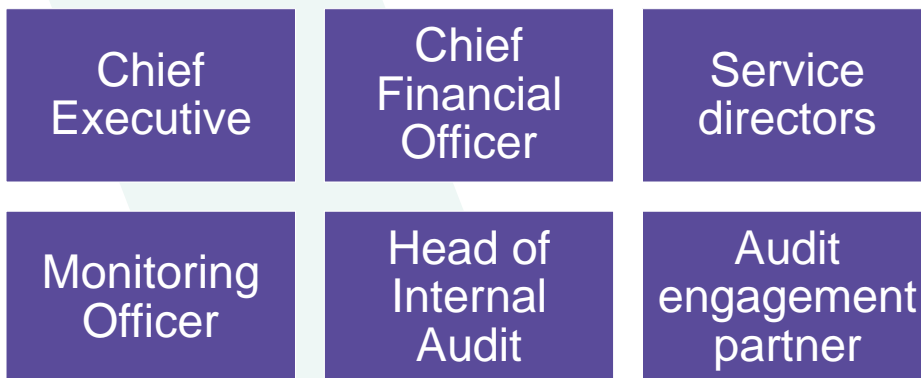 Chief
Executive
Chief
Financial
Officer
Service
directors
Monitoring
Officer
Head of
Internal
Audit
Audit
engagement
partner